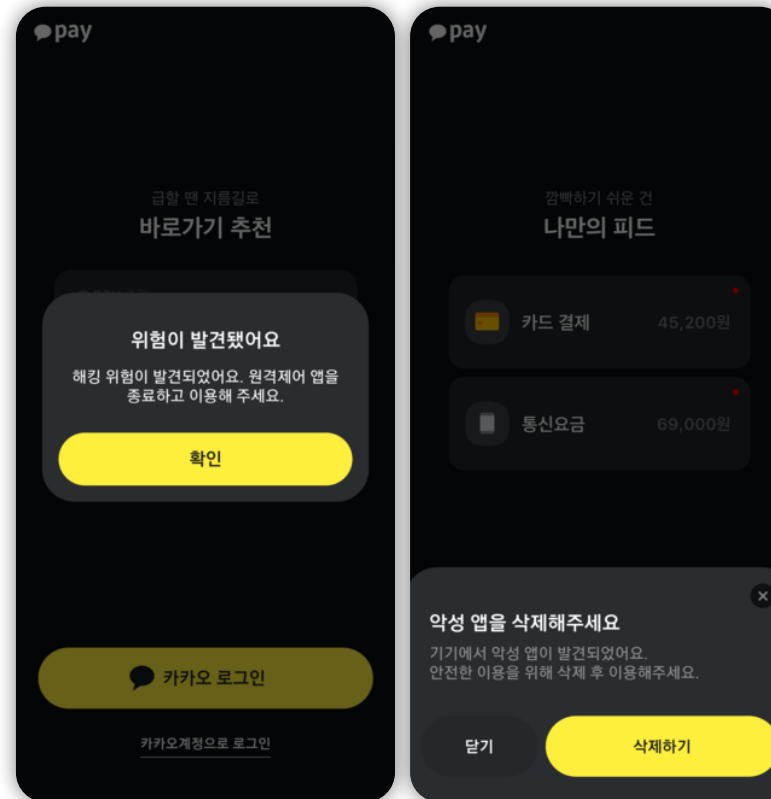 pay
급할 땐 지름길로
바로가기 추천
위험이 발견됐어요
해킹 위험이 발견되었어요. 원격제어 앱을
종료하고 이용해 주세요.
확인
카카오 로그인
카카오계정으로 로그인
pay
깜빡하기 쉬운 건
나만의 피드
카드 결제 45,200원
통신요금 69,000원
악성 앱을 삭제해주세요
기기에서 악성 앱이 발견되었어요.
안전한 이용을 위해 삭제 후 이용해주세요.
닫기
삭제하기